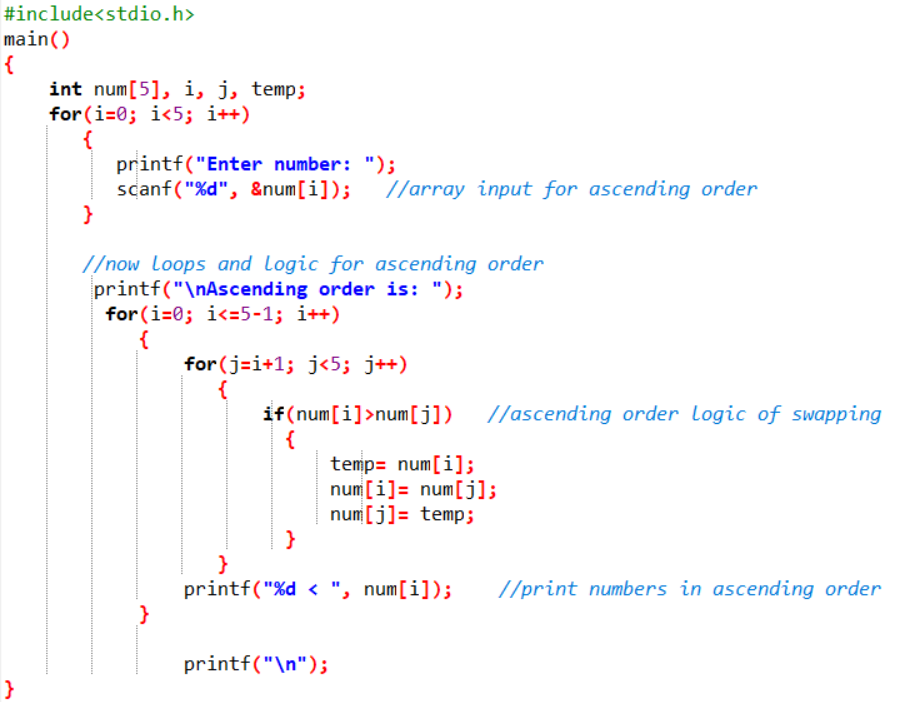 #include<stdio.h>
main()
{
int num[5], i, j, temp;
for(i=0; i<5; i++)
{
printf("Enter number: ");
scanf("%d", &num[i]); //array input for ascending order
}
//now loops and logic for ascending order
printf("\nAscending order is: ");
for(i=0; i<=5-1; i++)
{
for(j=i+1; j<5; j++)
{
if(num[i]>num[j]) //ascending order logic of swapping
{
temp= num[i];
num[i]= num[j];
num[j]= temp;
}
}
printf("%d < ", num[i]); //print numbers in ascending order
}
printf("\n");
}